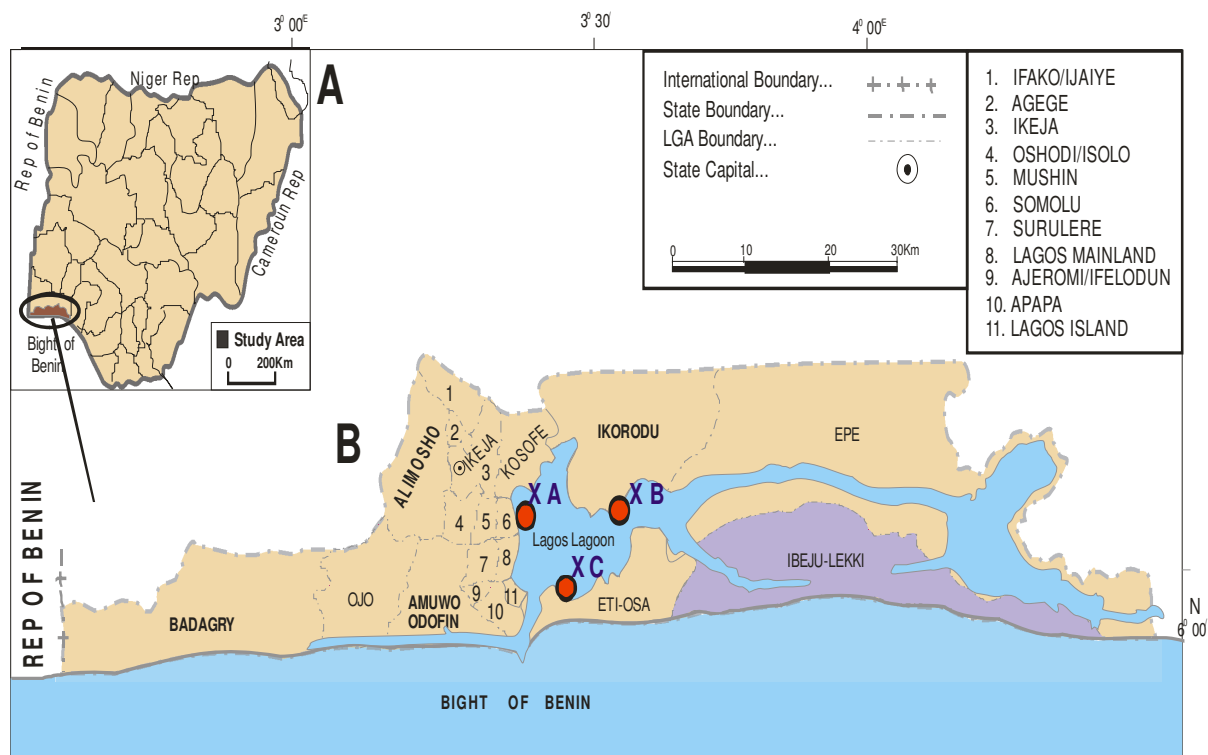 3⁰ 00ᴱ
3⁰ 30'
4⁰ 00ᴱ
A
Niger Rep
Rep of Benin
Cameroun Rep
Bight of
Benin
Study Area
0 200Km
International Boundary...
State Boundary...
LGA Boundary...
State Capital...
0 10 20 30Km
1. IFAKO/IJAIYE
2. AGEGE
3. IKEJA
4. OSHODI/ISOLO
5. MUSHIN
6. SOMOLU
7. SURULERE
8. LAGOS MAINLAND
9. AJEROMI/IFELODUN
10. APAPA
11. LAGOS ISLAND
B
1
2
IKEJA
3
KOSOFE
ALIMOSHO
IKORODU
EPE
X A
X B
4
5
6
Lagos Lagoon
7
8
X C
IBEJU-LEKKI
9
10
11
OJO
AMUWO
ODOFIN
ETI-OSA
BADAGRY
REP OF BENIN
N
6⁰ 00'
BIGHT OF BENIN